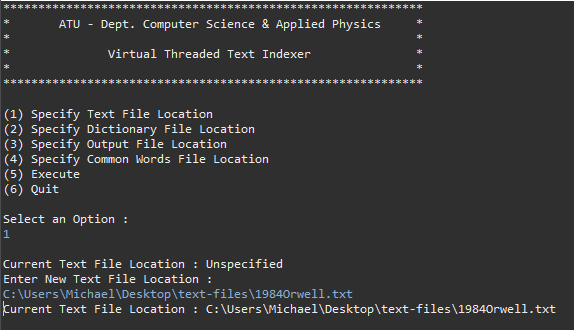 ************************************************************
*       ATU - Dept. Computer Science & Applied Physics     *
*                                                          *
*              Virtual Threaded Text Indexer               *
*                                                          *
************************************************************
(1) Specify Text File Location
(2) Specify Dictionary File Location
(3) Specify Output File Location
(4) Specify Common Words File Location
(5) Execute
(6) Quit
Select an Option :
1
Current Text File Location : Unspecified
Enter New Text File Location :
C:\Users\Michael\Desktop\text-files\1984Orwell.txt
Current Text File Location : C:\Users\Michael\Desktop\text-files\1984Orwell.txt